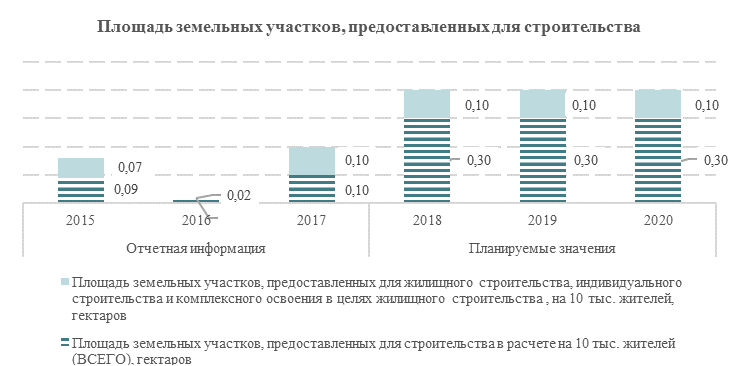 Площадь земельных участков, предоставленных для строительства
0,07
0,09
0,02
0,10
0,10
0,10
0,30
0,10
0,30
0,10
0,30
2015 2016 2017 2018 2019 2020
Отчетная информация Планируемые значения
Площадь земельных участков, предоставленных для жилищного строительства, индивидуального
строительства и комплексного освоения в целях жилищного строительства , на 10 тыс. жителей,
гектаров
Площадь земельных участков, предоставленных для строительства в расчете на 10 тыс. жителей
(ВСЕГО), гектаров